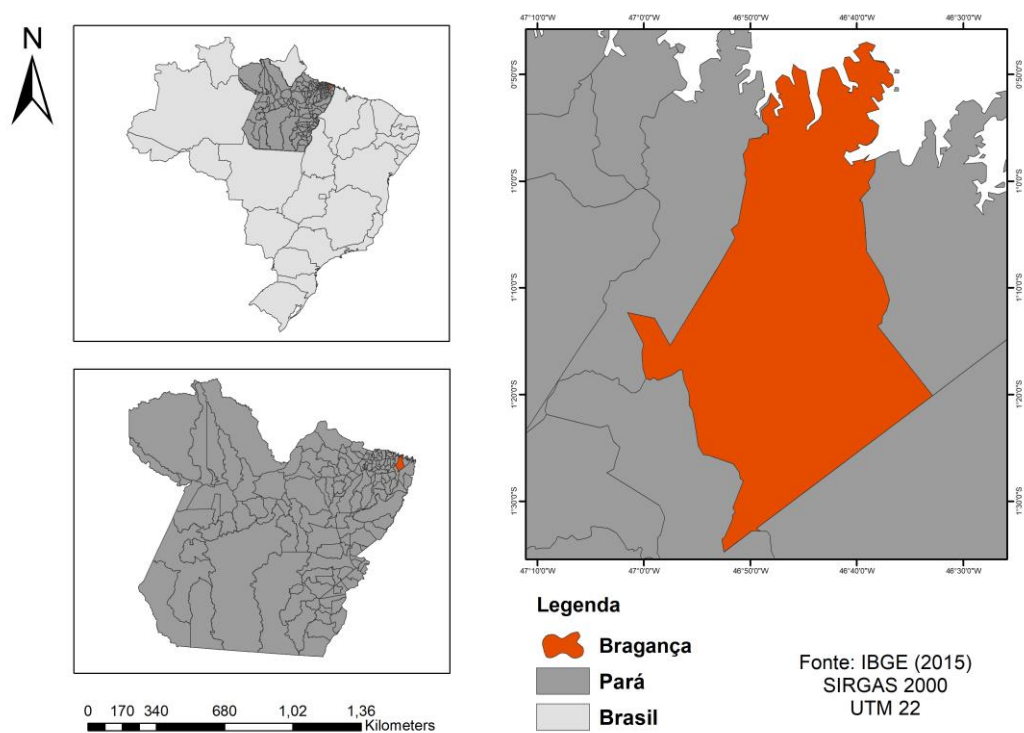 N
47°10'0"W 47°0'0"W 46°50'0"W 46°40'0"W 46°30'0"W
0°50'0"S 0°50'0"S
1°0'0"S 1°0'0"S
1°10'0"S 1°10'0"S
1°20'0"S 1°20'0"S
1°30'0"S 1°30'0"S
47°10'0"W 47°0'0"W 46°50'0"W 46°40'0"W 46°30'0"W
0 170 340 680 1,02 1,36
Kilometers
Legenda
Bragança
Pará
Brasil
Fonte: IBGE (2015)
SIRGAS 2000
UTM 22